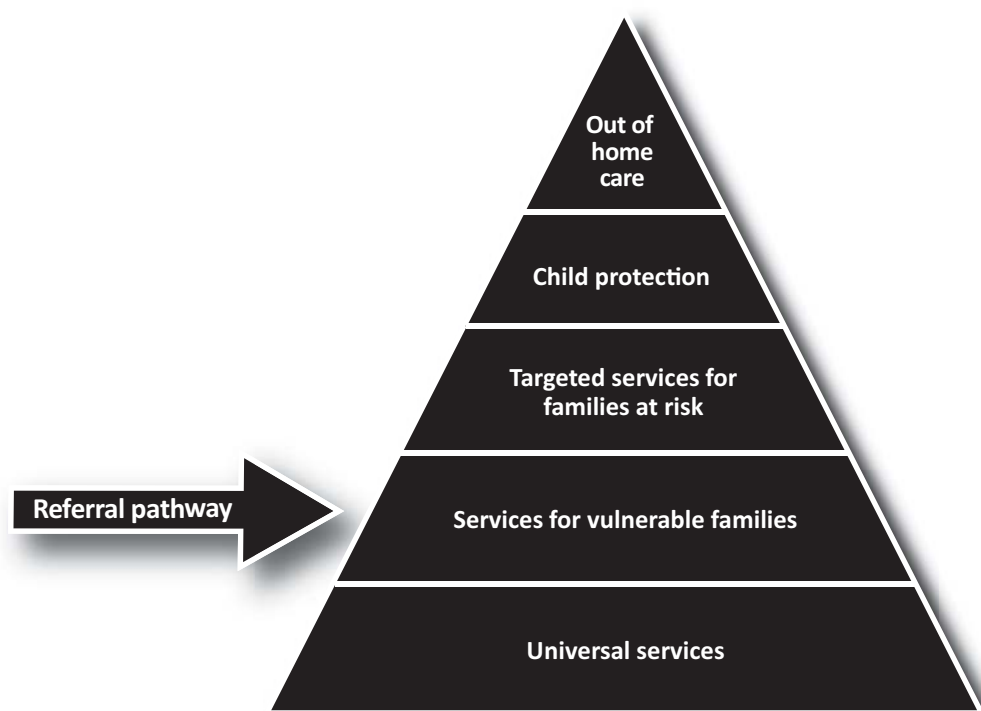 Out of
home
care
Child protection
Targeted services for
families at risk
Referral pathway
Services for vulnerable families
Universal services